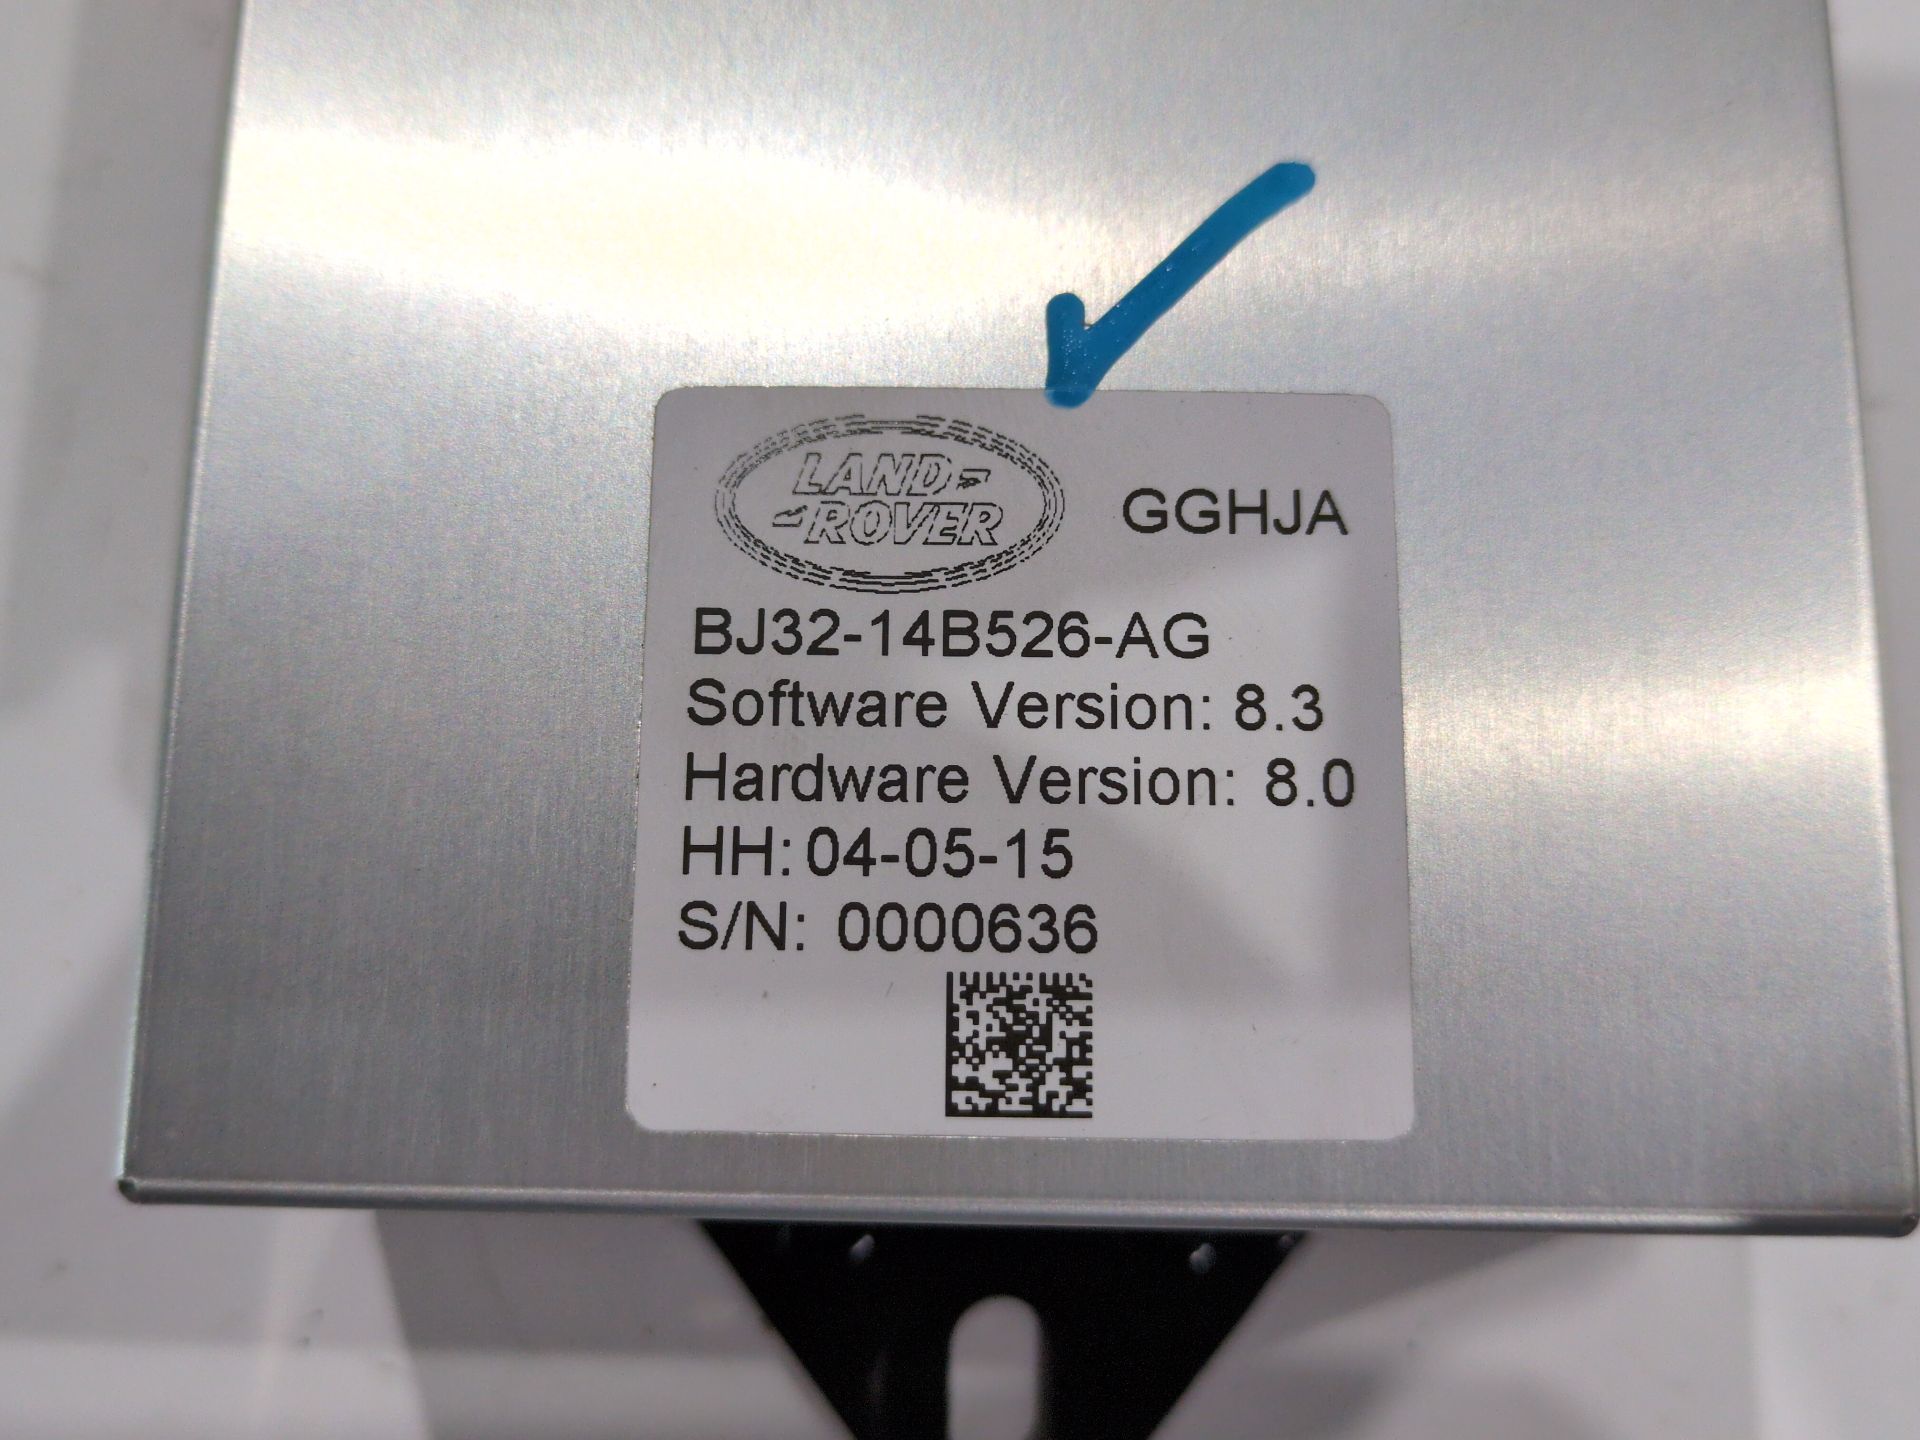 LAND
ROVER
GGHJA
BJ32-14B526-AG
Software Version: 8.3
Hardware Version: 8.0
HH: 04-05-15
S/N: 0000636